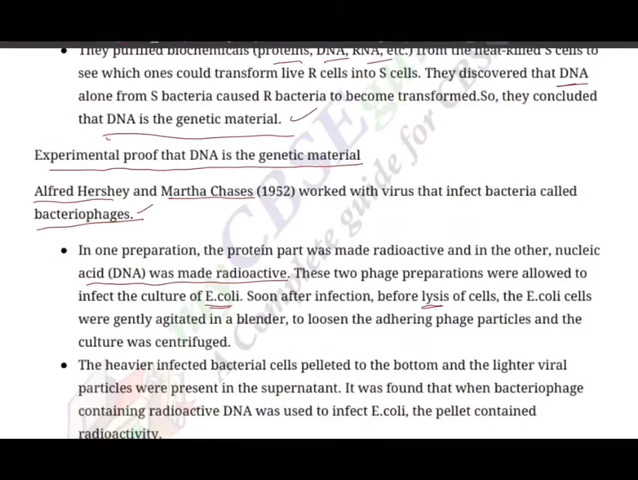 They purified biochemicals (proteins, DNA, RNA, etc.) from the heat-killed S cells to
see which ones could transform live R cells into S cells. They discovered that DNA
alone from S bacteria caused R bacteria to become transformed.So, they concluded
that DNA is the genetic material.
Experimental proof that DNA is the genetic material
Alfred Hershey and Martha Chases (1952) worked with virus that infect bacteria called
bacteriophages.
In one preparation, the protein part was made radioactive and in the other, nucleic
acid (DNA) was made radioactive. These two phage preparations were allowed to
infect the culture of E.coli. Soon after infection, before lysis of cells, the E.coli cells
were gently agitated in a blender, to loosen the adhering phage particles and the
culture was centrifuged.
The heavier infected bacterial cells pelleted to the bottom and the lighter viral
particles were present in the supernatant. It was found that when bacteriophage
containing radioactive DNA was used to infect E.coli, the pellet contained
radioactivity.